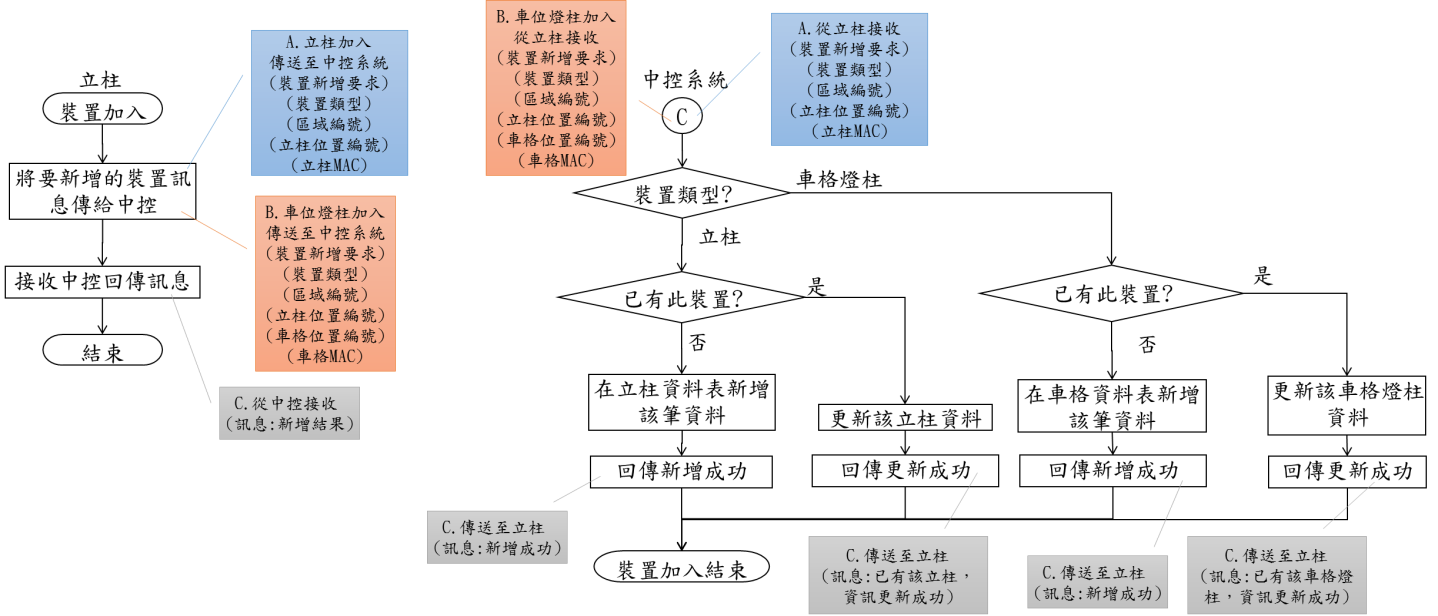 立柱
裝置加入
將要新增的裝置訊
息傳給中控
接收中控回傳訊息
結束
A.立柱加入
傳送至中控系統
(裝置新增要求)
(裝置類型)
(區域編號)
(立柱位置編號)
(立柱MAC)
B.車位燈柱加入
傳送至中控系統
(裝置新增要求)
(裝置類型)
(區域編號)
(立柱位置編號)
(車格位置編號)
(車格MAC)
C.從中控接收
(訊息:新增結果)
B.車位燈柱加入
從立柱接收
(裝置新增要求)
(裝置類型)
(區域編號)
(立柱位置編號)
(車格位置編號)
(車格MAC)
中控系統
C
A.從立柱接收
(裝置新增要求)
(裝置類型)
(區域編號)
(立柱位置編號)
(立柱MAC)
裝置類型?
車格燈柱
立柱
已有此裝置?
是
否
已有此裝置?
是
否
在立柱資料表新增
該筆資料
更新該立柱資料
在車格資料表新增
該筆資料
更新該車格燈柱
資料
回傳新增成功
回傳更新成功
回傳新增成功
回傳更新成功
C.傳送至立柱
(訊息:新增成功)
裝置加入結束
C.傳送至立柱
(訊息:已有該立柱,
資訊更新成功)
C.傳送至立柱
(訊息:新增成功)
C.傳送至立柱
(訊息:已有該車格燈
柱,資訊更新成功)